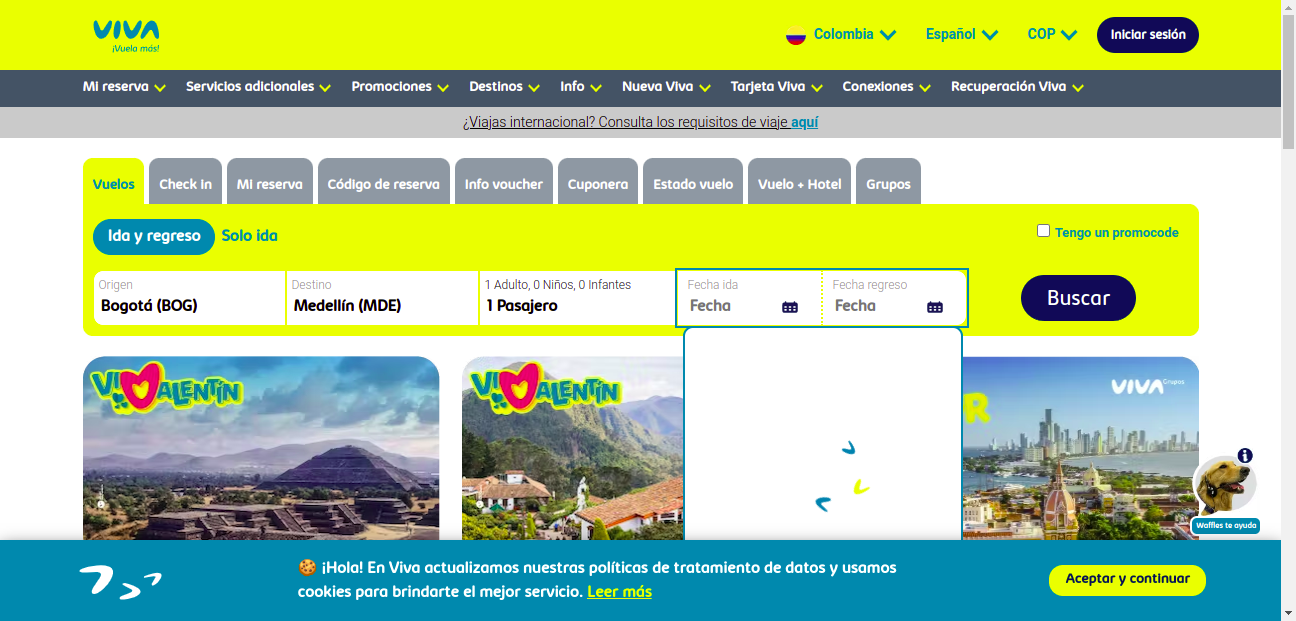 VIVA
¡Vuela más!
Colombia
Español
COP
Iniciar sesión
Mi reserva
Servicios adicionales
Promociones
Destinos
Info
Nueva Viva
Tarjeta Viva
Conexiones
Recuperación Viva
¿Viajas internacional? Consulta los requisitos de viaje aquí
Vuelos
Check In
Mi reserva
Código de reserva
Info voucher
Cuponera
Estado vuelo
Vuelo + Hotel
Grupos
Ida y regreso
Solo ida
Tengo un promocode
Origen
Bogotá (BOG)
Destino
Medellín (MDE)
1 Adulto, 0 Niños, 0 Infantes
1 Pasajero
Fecha ida
Fecha
Fecha regreso
Fecha
Buscar
VIVALENTÍN
VIVALENTÍN
R
VIVA Grupos
Waffles te ayuda
🍪 ¡Hola! En Viva actualizamos nuestras políticas de tratamiento de datos y usamos
cookies para brindarte el mejor servicio. Leer más
Aceptar y continuar